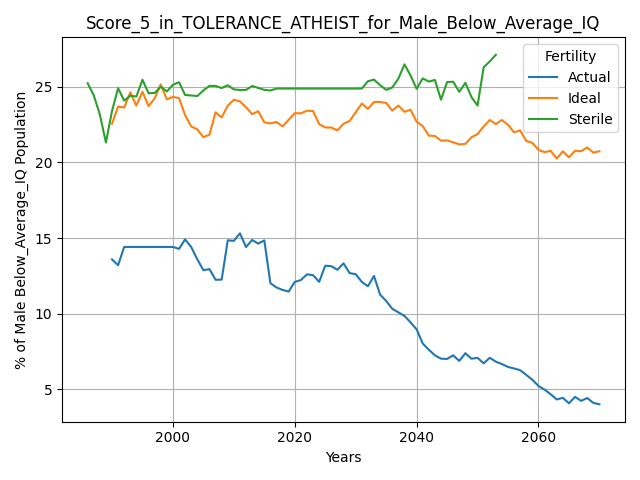 Score_5_in_TOLERANCE_ATHEIST_for_Male_Below_Average_IQ
% of Male Below_Average_IQ Population
25
20
15
10
5
Fertility
Actual
Ideal
Sterile
2000
2020
2040
2060
Years